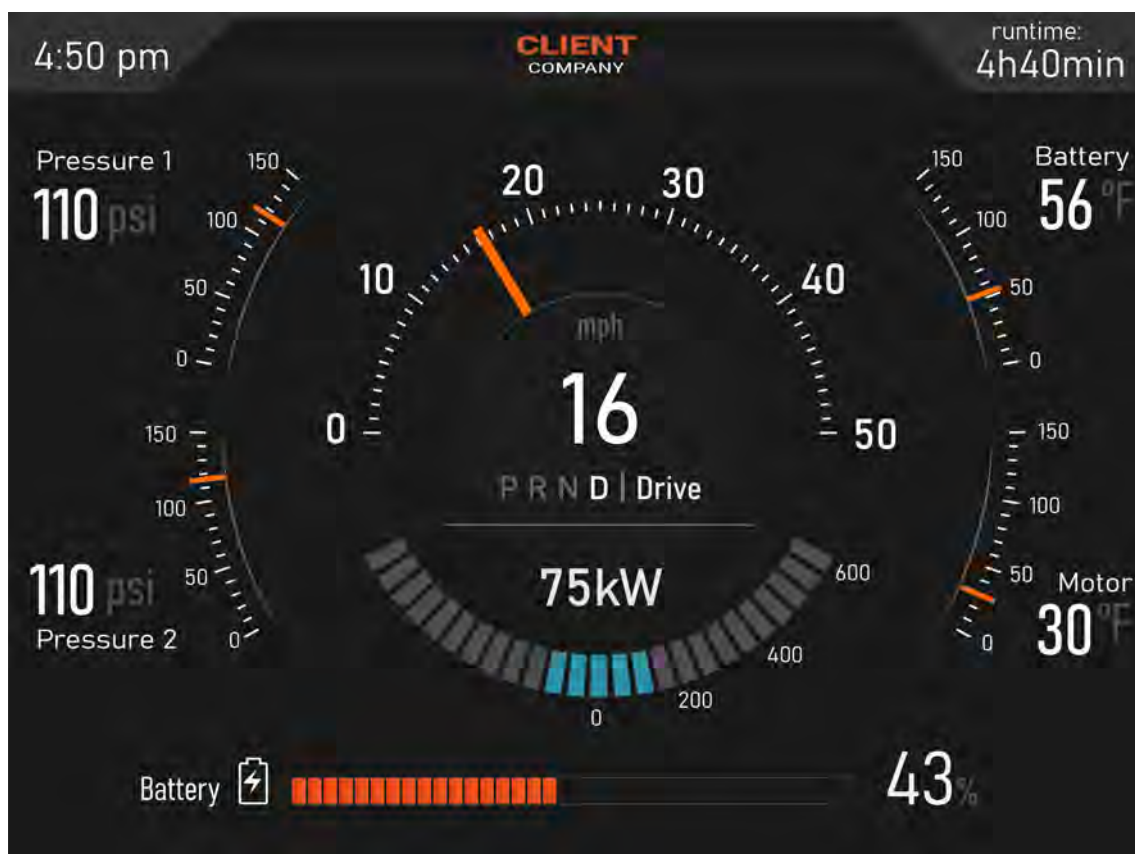 4:50 pm
CLIENT
COMPANY
runtime:
4h40min
Pressure 1
110 psi
150
100
50
0
150
100
50
0
110 psi
Pressure 2
0
10
20
30
40
50
mph
16
P R N D | Drive
75kW
0
200
400
600
Battery
56 °F
150
100
50
0
150
100
50
0
Motor
30 °F
Battery
43%